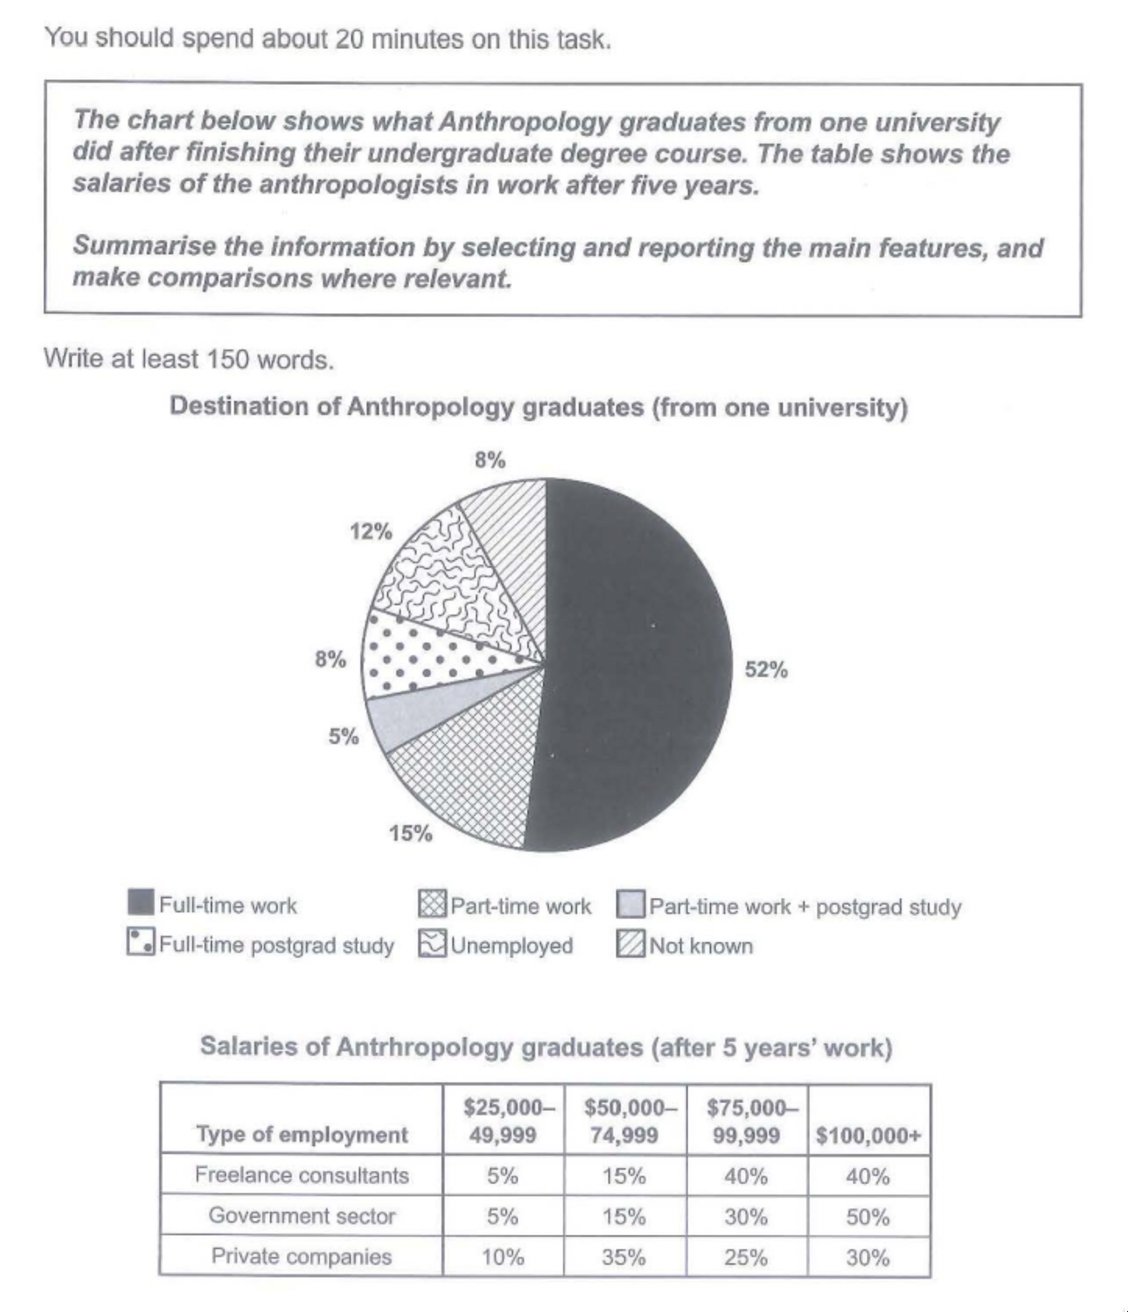 You should spend about 20 minutes on this task.
The chart below shows what Anthropology graduates from one university
did after finishing their undergraduate degree course. The table shows the
salaries of the anthropologists in work after five years.
Summarise the information by selecting and reporting the main features, and
make comparisons where relevant.
Write at least 150 words.
Destination of Anthropology graduates (from one university)
8%
12%
8%
52%
5%
15%
Full-time work Part-time work Part-time work + postgrad study
Full-time postgrad study Unemployed Not known
Salaries of Antrhropology graduates (after 5 years' work)
$25,000– $50,000– $75,000–
Type of employment 49,999 74,999 99,999 $100,000+
Freelance consultants 5% 15% 40% 40%
Government sector 5% 15% 30% 50%
Private companies 10% 35% 25% 30%